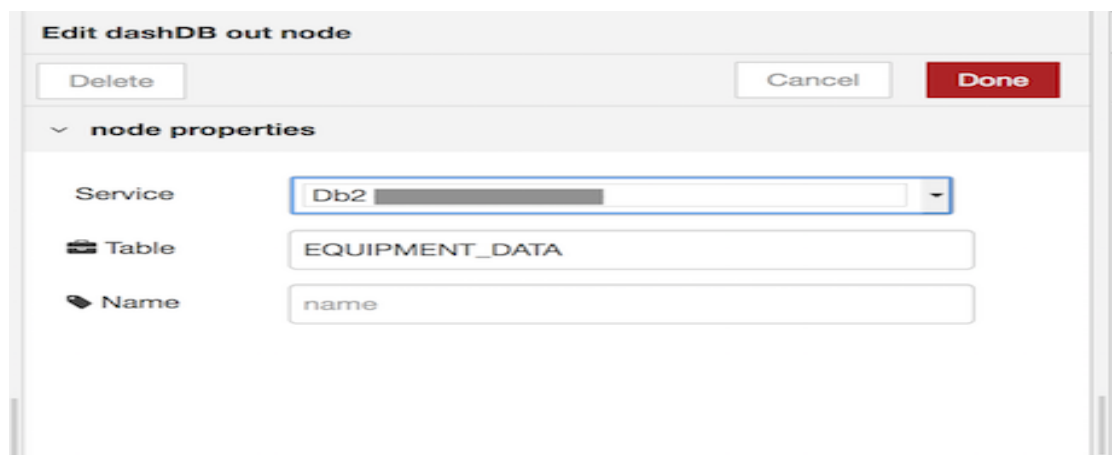 Edit dashDB out node
Delete Cancel Done
node properties
Service Db2
Table EQUIPMENT_DATA
Name name